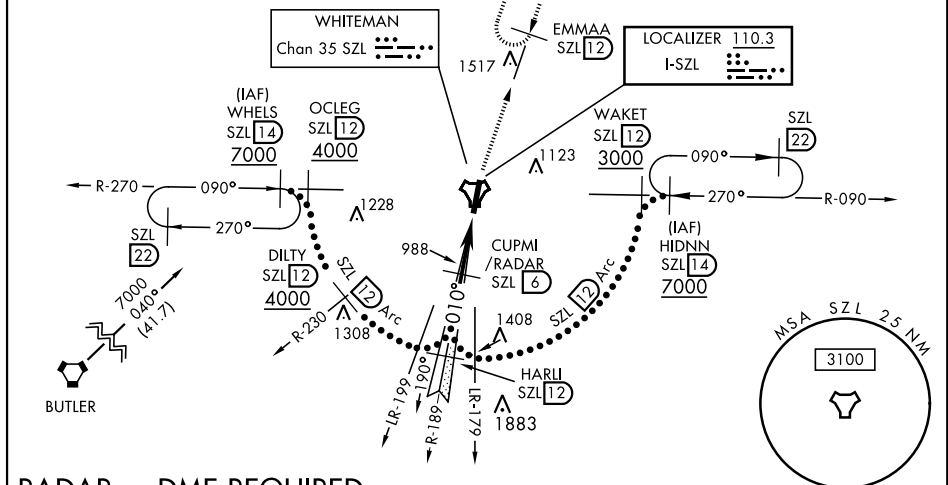 WHITEMAN
Chan 35 SZL
EMMAA
SZL 12
LOCALIZER 110.3
I-SZL
1517
(IAF)
WHELS
SZL 14
7000
OCLEG
SZL 12
4000
WAKET
SZL 12
3000
SZL
22
1123
R-270
090°
270°
090°
270°
R-090
1228
SZL
22
(IAF)
HIDNN
SZL 14
7000
DILTY
SZL 12
4000
988
CUPMI
/RADAR
SZL 6
SZL 12 Arc
SZL 12 Arc
010°
7000
040°
(41.7)
BUTLER
R-230
1308
1408
HARLI
SZL 12
1883
LR-199
190°
R-189
LR-179
MSA SZL 25 NM
3100
RADAR DME REQUIRED